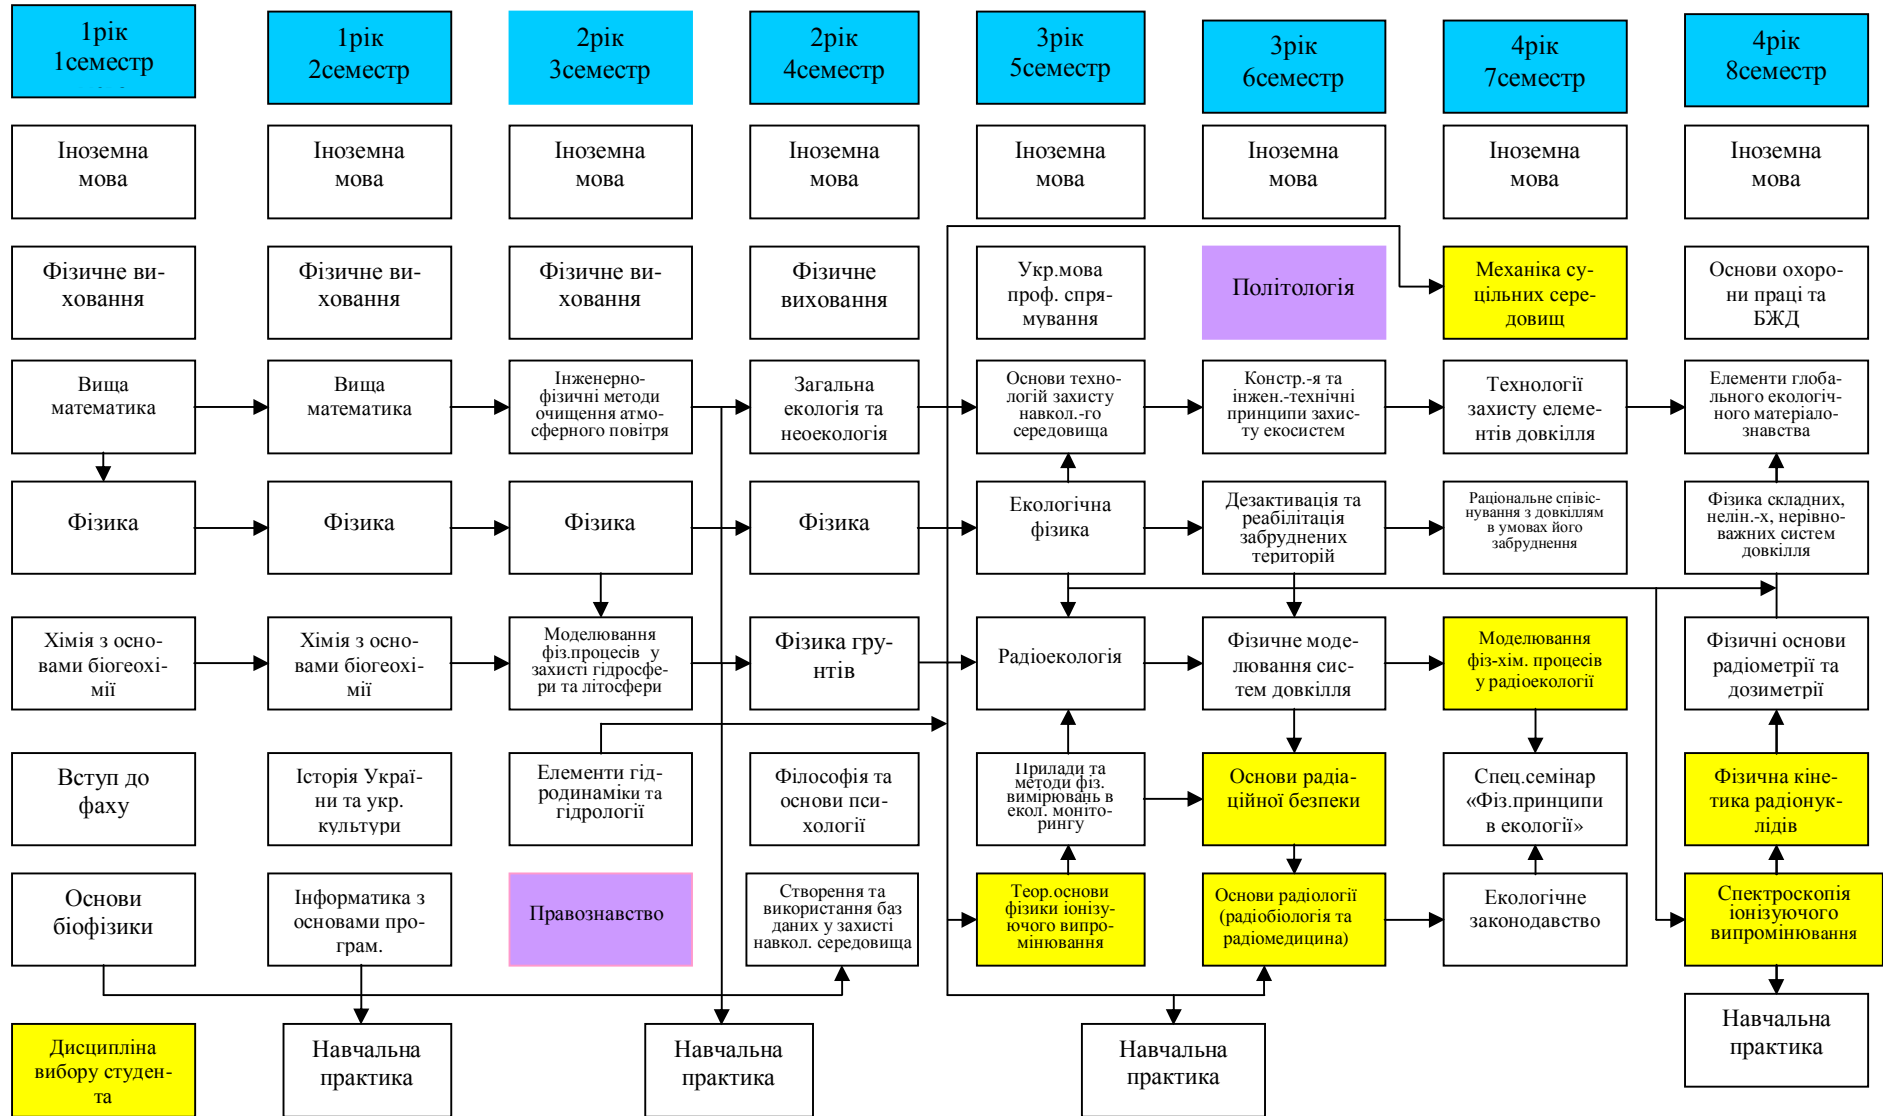 1рік
1семестр
1рік
2семестр
2рік
3семестр
2рік
4семестр
3рік
5семестр
3рік
6семестр
4рік
7семестр
4рік
8семестр
Іноземна
мова
Іноземна
мова
Іноземна
мова
Іноземна
мова
Іноземна
мова
Іноземна
мова
Іноземна
мова
Іноземна
мова
Фізичне ви-
ховання
Фізичне ви-
ховання
Фізичне ви-
ховання
Фізичне
виховання
Укр.мова
проф. спря-
мування
Політологія
Механіка су-
цільних сере-
довищ
Основи охоро-
ни праці та
БЖД
Вища
математика
Вища
математика
Інженерно-
фізичні методи
очищення атмо-
сферного повітря
Загальна
екологія та
неоекологія
Основи техно-
логій захисту
навкол.-го
середовища
Констр.-я та
інжен.-технічні
принципи захис-
ту екосистем
Технології
захисту елеме-
нтів довкілля
Елементи глоба-
льного екологіч-
ного матеріало-
знавства
Фізика
Фізика
Фізика
Фізика
Екологічна
фізика
Дезактивація та
реабілітація
забруднених
територій
Раціональне співіс-
нування з довкіллям
в умовах його
забруднення
Фізика складних,
нелін.-х, нерівно-
важних систем
довкілля
Хімія з осно-
вами біогеохі-
мії
Хімія з осно-
вами біогеохі-
мії
Моделювання
фіз.процесів у
захисті гідросфе-
ри та літосфери
Фізика гру-
нтів
Радіоекологія
Фізичне мод-
елювання сис-
тем довкілля
Моделювання
фіз-хім. процесів
у радіоекології
Фізичні основи
радіометрії та
дозиметрії
Вступ до
фаху
Історія Украї-
ни та укр.
культури
Елементи гід-
родинаміки та
гідрології
Філософія та
основи пси-
хології
Прилади та
методи фіз.
вимірювань в
екол. моніто-
рингу
Основи радіа-
ційної безпеки
Спец.семінар
«Фіз.принципи
в екології»
Фізична кіне-
тика радіонук-
лідів
Основи
біофізики
Інформатика з
основами про-
грам.
Правознавство
Створення та
використання баз
даних у захисті
навкол. середовища
Теор.основи
фізики іонізу-
ючого випро-
мінювання
Основи радіології
(радіобіологія та
радіомедицина)
Екологічне
законодавство
Спектроскопія
іонізуючого
випромінювання
Дисципліна
вибору студен-
та
Навчальна
практика
Навчальна
практика
Навчальна
практика
Навчальна
практика